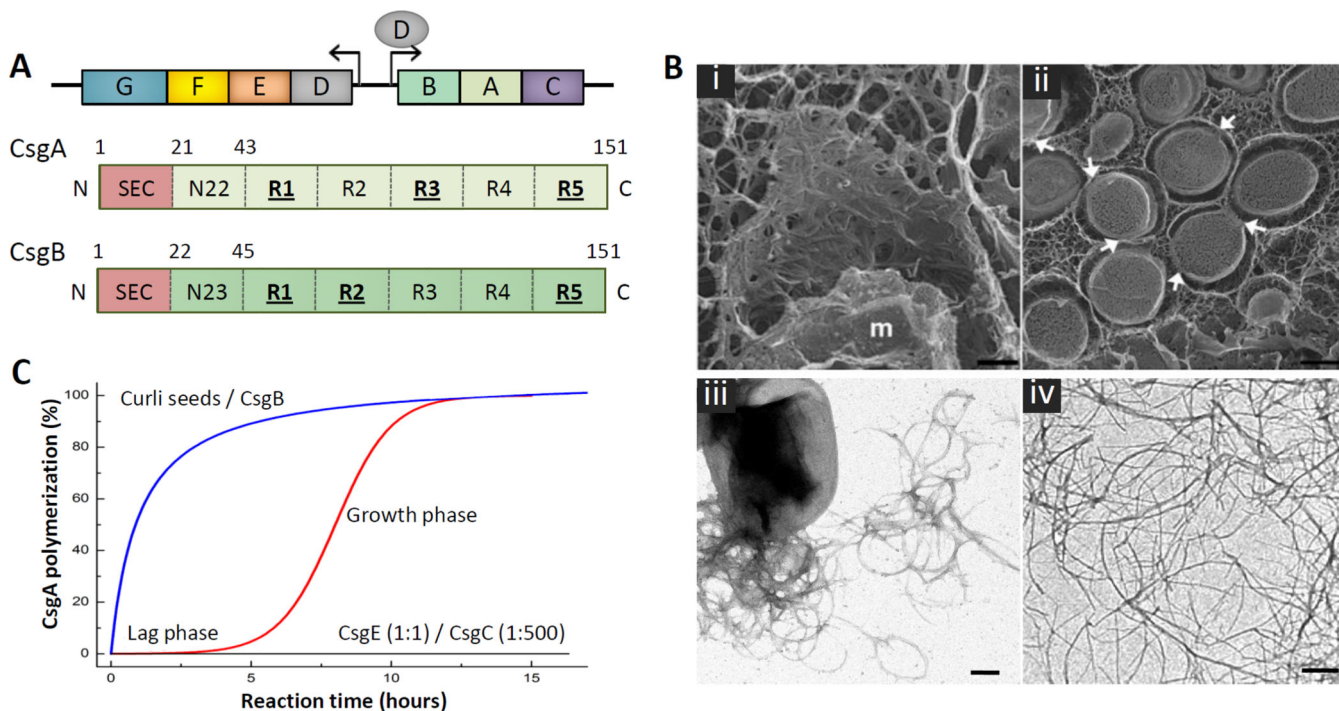 A
D
G F E D B A C
CsgA 1 21 43 151
N SEC N22 R1 R2 R3 R4 R5 C
CsgB 1 22 45 151
N SEC N23 R1 R2 R3 R4 R5 C
B
i
m
ii
iii
iv
C
100
80
60
40
20
0
CsgA polymerization (%)
Curli seeds / CsgB
Growth phase
Lag phase
CsgE (1:1) / CsgC (1:500)
0 5 10 15
Reaction time (hours)